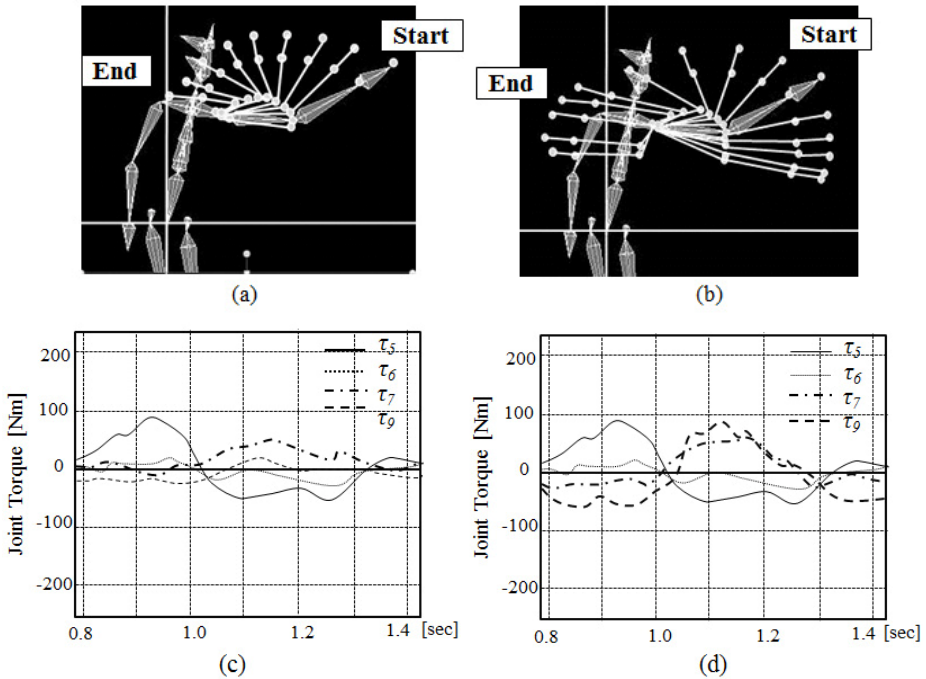 Start
End
(a)
Start
End
(b)
Joint Torque [Nm]
200
100
0
-100
-200
τ5
τ6
τ7
τ9
0.8
1.0
1.2
1.4 [sec]
(c)
Joint Torque [Nm]
200
100
0
-100
-200
τ5
τ6
τ7
τ9
0.8
1.0
1.2
1.4 [sec]
(d)